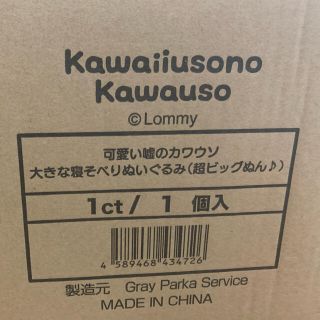 Kawaiiusono
Kawauso
©Lommy
可愛い嘘のカワウソ
大きな寝そべりぬいぐるみ(超ビッグぬん♪)
1ct / 1 個入
4 589468 434726
製造元 Gray Parka Service
MADE IN CHINA